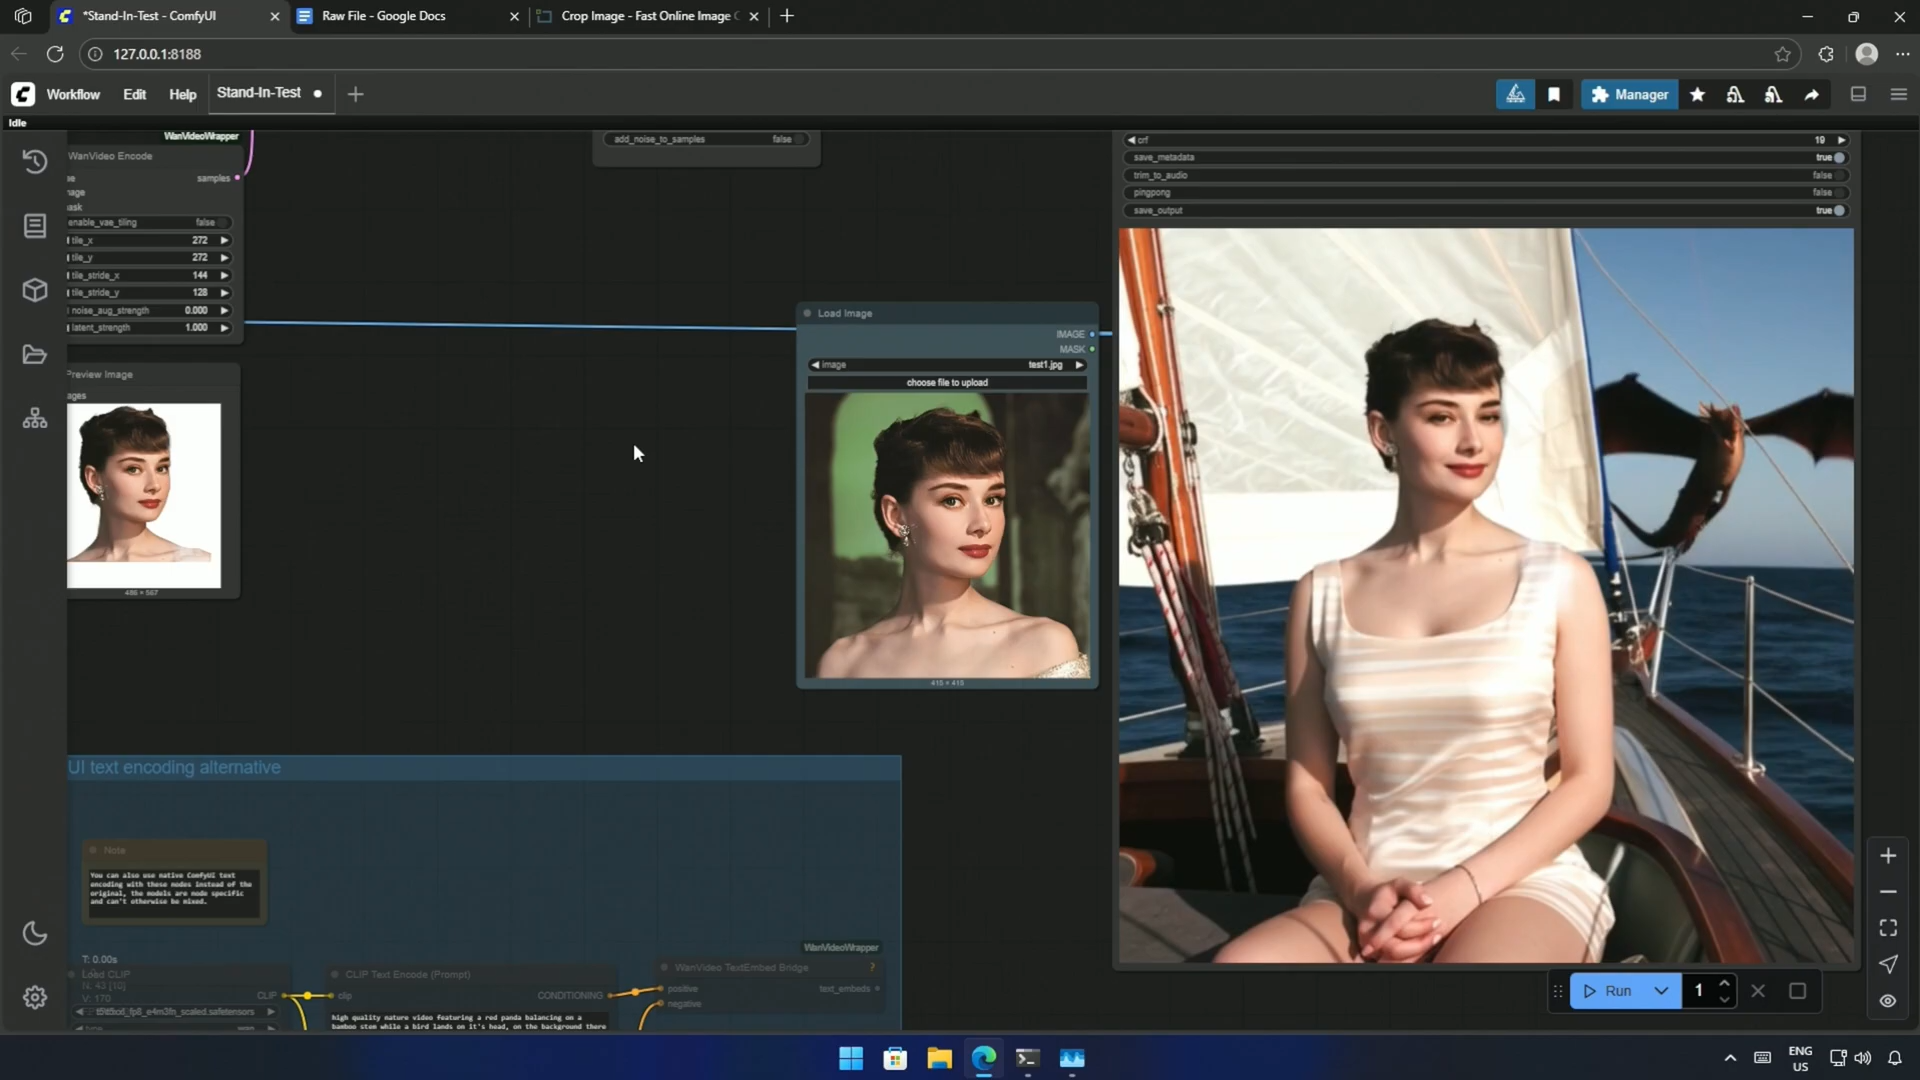 *Stand-In-Test - ComfyUI
Raw File - Google Docs
Crop Image - Fast Online Image C
127.0.0.1:8188
Workflow
Edit
Help
Stand-In-Test
Manager
Idle
WanVideoWrapper
WanVideo Encode
samples
enable_vae_tiling false
tile_x 272
tile_y 272
tile_stride_x 144
tile_stride_y 128
noise_aug_strength 0.000
latent_strength 1.000
Preview Image
486 × 567
add_noise_to_samples false
Load Image
IMAGE
MASK
image test1.jpg
choose file to upload
415 × 413
crf 19
save_metadata true
trim_to_audio false
pingpong false
save_output true
UI text encoding alternative
Note
You can also use native ComfyUI text
encoding with these nodes instead of the
original, the models are node specific
and can't otherwise be mixed.
T: 0.00s
Load CLIP
N: 43 [10]
V: 170
CLIP
CLIP Text Encode (Prompt)
clip
CONDITIONING
high quality nature video featuring a red panda balancing on a
bamboo stem while a bird lands on it's head, on the background there
WanVideoWrapper
WanVideo TextEmbed Bridge ?
positive
text_embeds
negative
Run
1
ENG
US